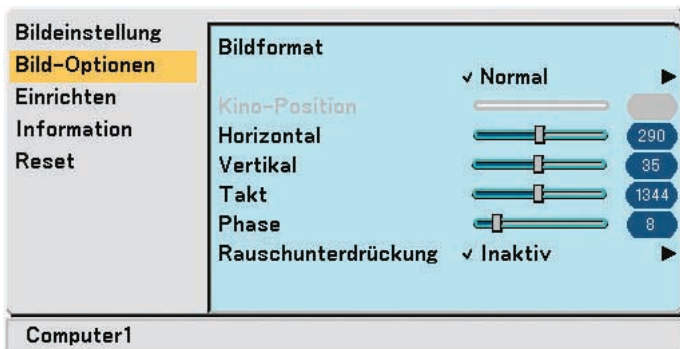 Bildeinstellung
Bild-Optionen
Einrichten
Information
Reset
Bildformat
✓ Normal ▶
Kino-Position
Horizontal 290
Vertikal 35
Takt 1344
Phase 8
Rauschunterdrückung ✓ Inaktiv ▶
Computer1